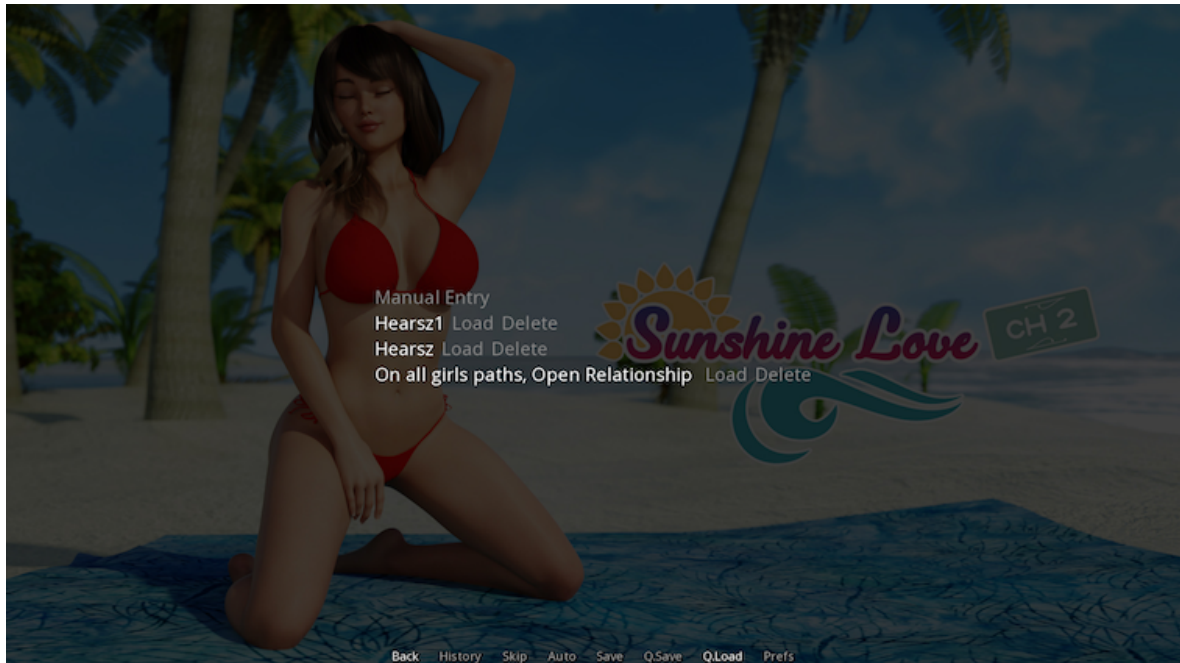 Manual Entry
Hearsz1 Load Delete
Hearsz Load Delete
On all girls paths, Open Relationship Load Delete
Sunshine Love CH 2
Back History Skip Auto Save Q.Save Q.Load Prefs